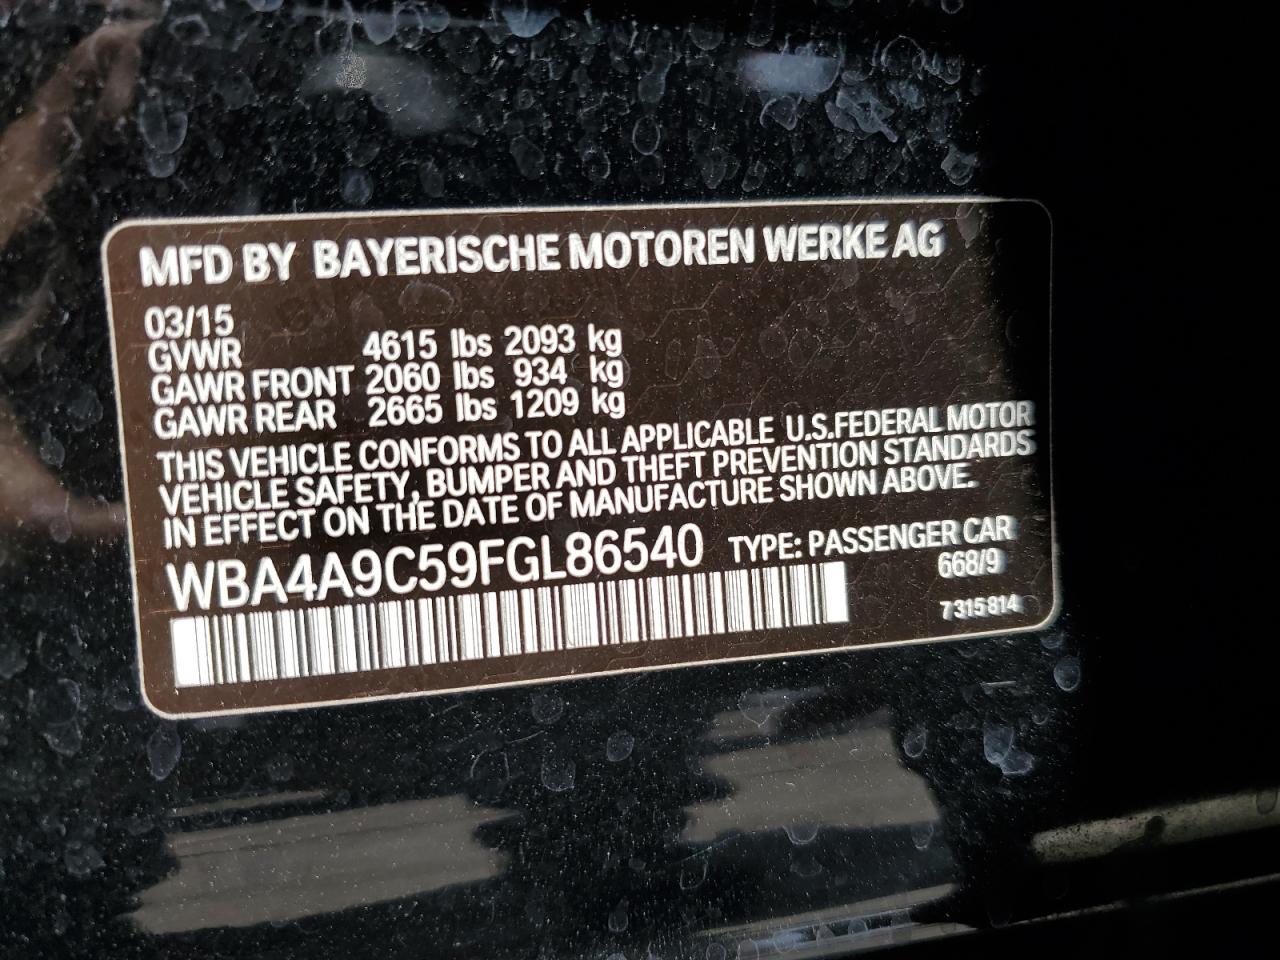 MFD BY BAYERISCHE MOTOREN WERKE AG
03/15
GVWR 4615 lbs 2093 kg
GAWR FRONT 2060 lbs 934 kg
GAWR REAR 2665 lbs 1209 kg
THIS VEHICLE CONFORMS TO ALL APPLICABLE U.S.FEDERAL MOTOR
VEHICLE SAFETY, BUMPER AND THEFT PREVENTION STANDARDS
IN EFFECT ON THE DATE OF MANUFACTURE SHOWN ABOVE.
WBA4A9C59FGL86540 TYPE: PASSENGER CAR
668/9
7315814